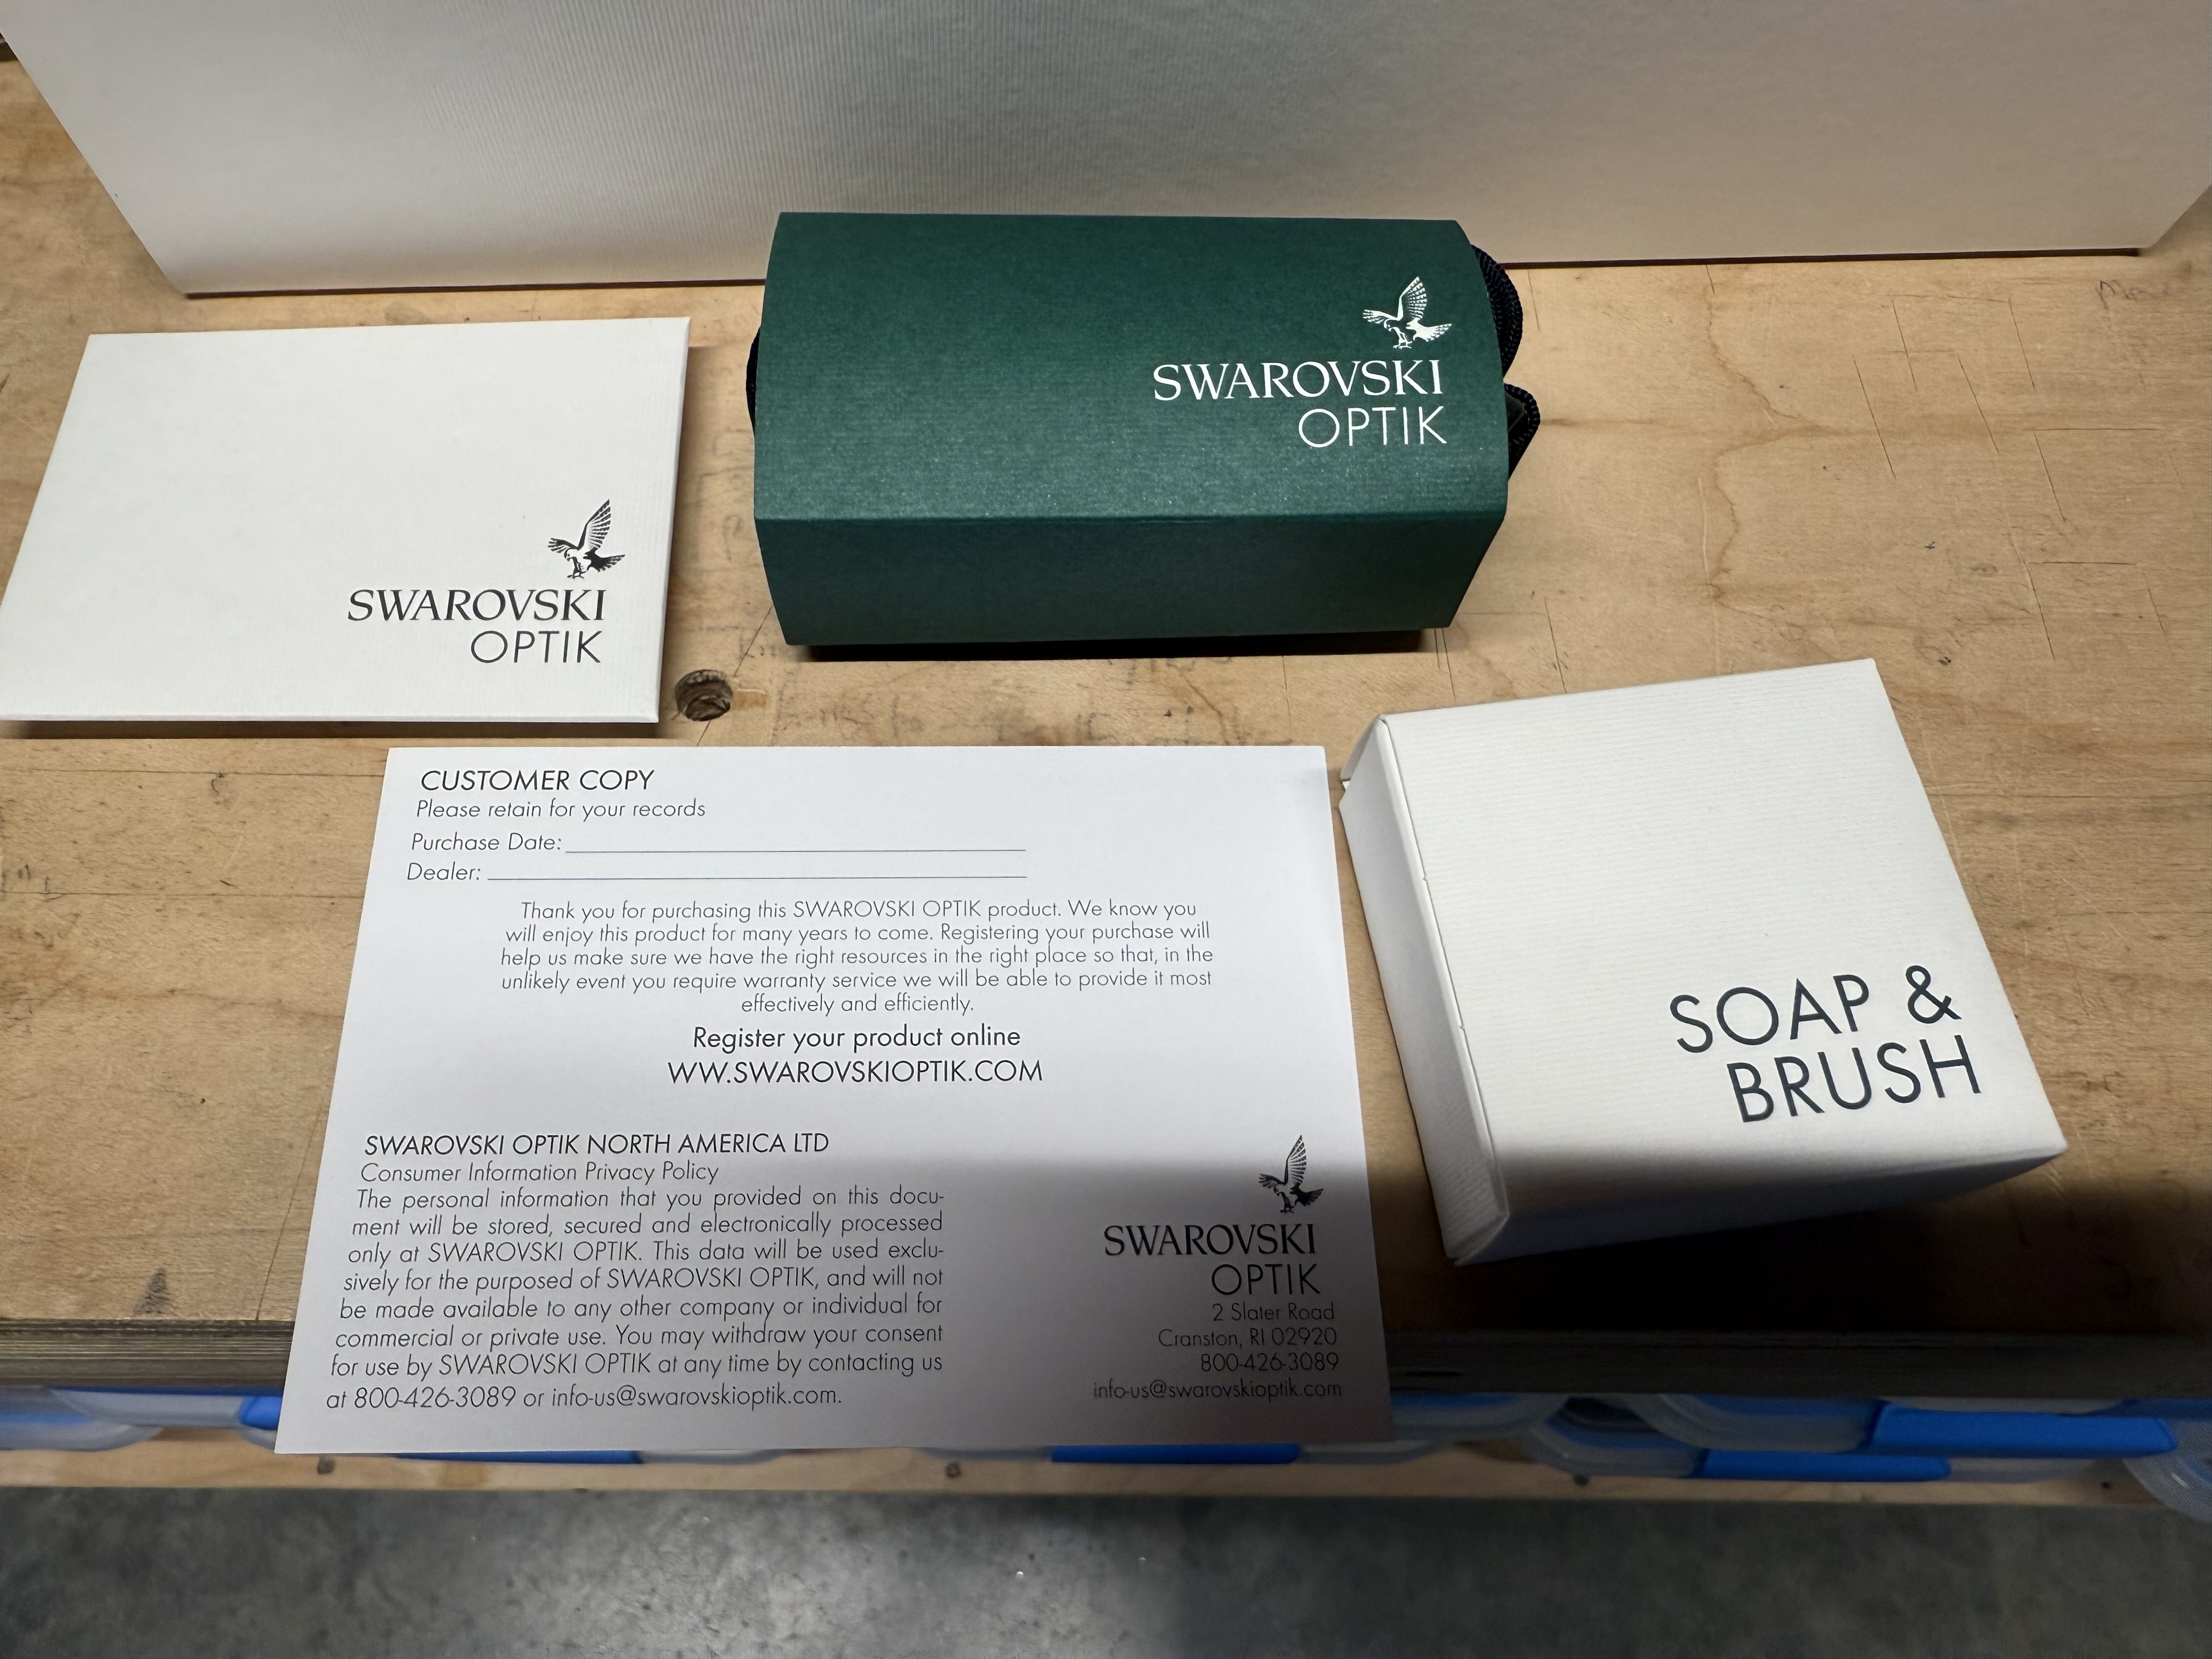 SWAROVSKI
OPTIK
SWAROVSKI
OPTIK
CUSTOMER COPY
Please retain for your records
Purchase Date:
Dealer:
Thank you for purchasing this SWAROVSKI OPTIK product. We know you
will enjoy this product for many years to come. Registering your purchase will
help us make sure we have the right resources in the right place so that, in the
unlikely event you require warranty service we will be able to provide it most
effectively and efficiently.
Register your product online
WW.SWAROVSKIOPTIK.COM
SWAROVSKI OPTIK NORTH AMERICA LTD
Consumer Information Privacy Policy
The personal information that you provided on this docu-
ment will be stored, secured and electronically processed
only at SWAROVSKI OPTIK. This data will be used exclu-
sively for the purposed of SWAROVSKI OPTIK, and will not
be made available to any other company or individual for
commercial or private use. You may withdraw your consent
for use by SWAROVSKI OPTIK at any time by contacting us
at 800-426-3089 or info-us@swarovskioptik.com.
SWAROVSKI
OPTIK
2 Slater Road
Cranston, RI 02920
800-426-3089
info-us@swarovskioptik.com
SOAP &
BRUSH